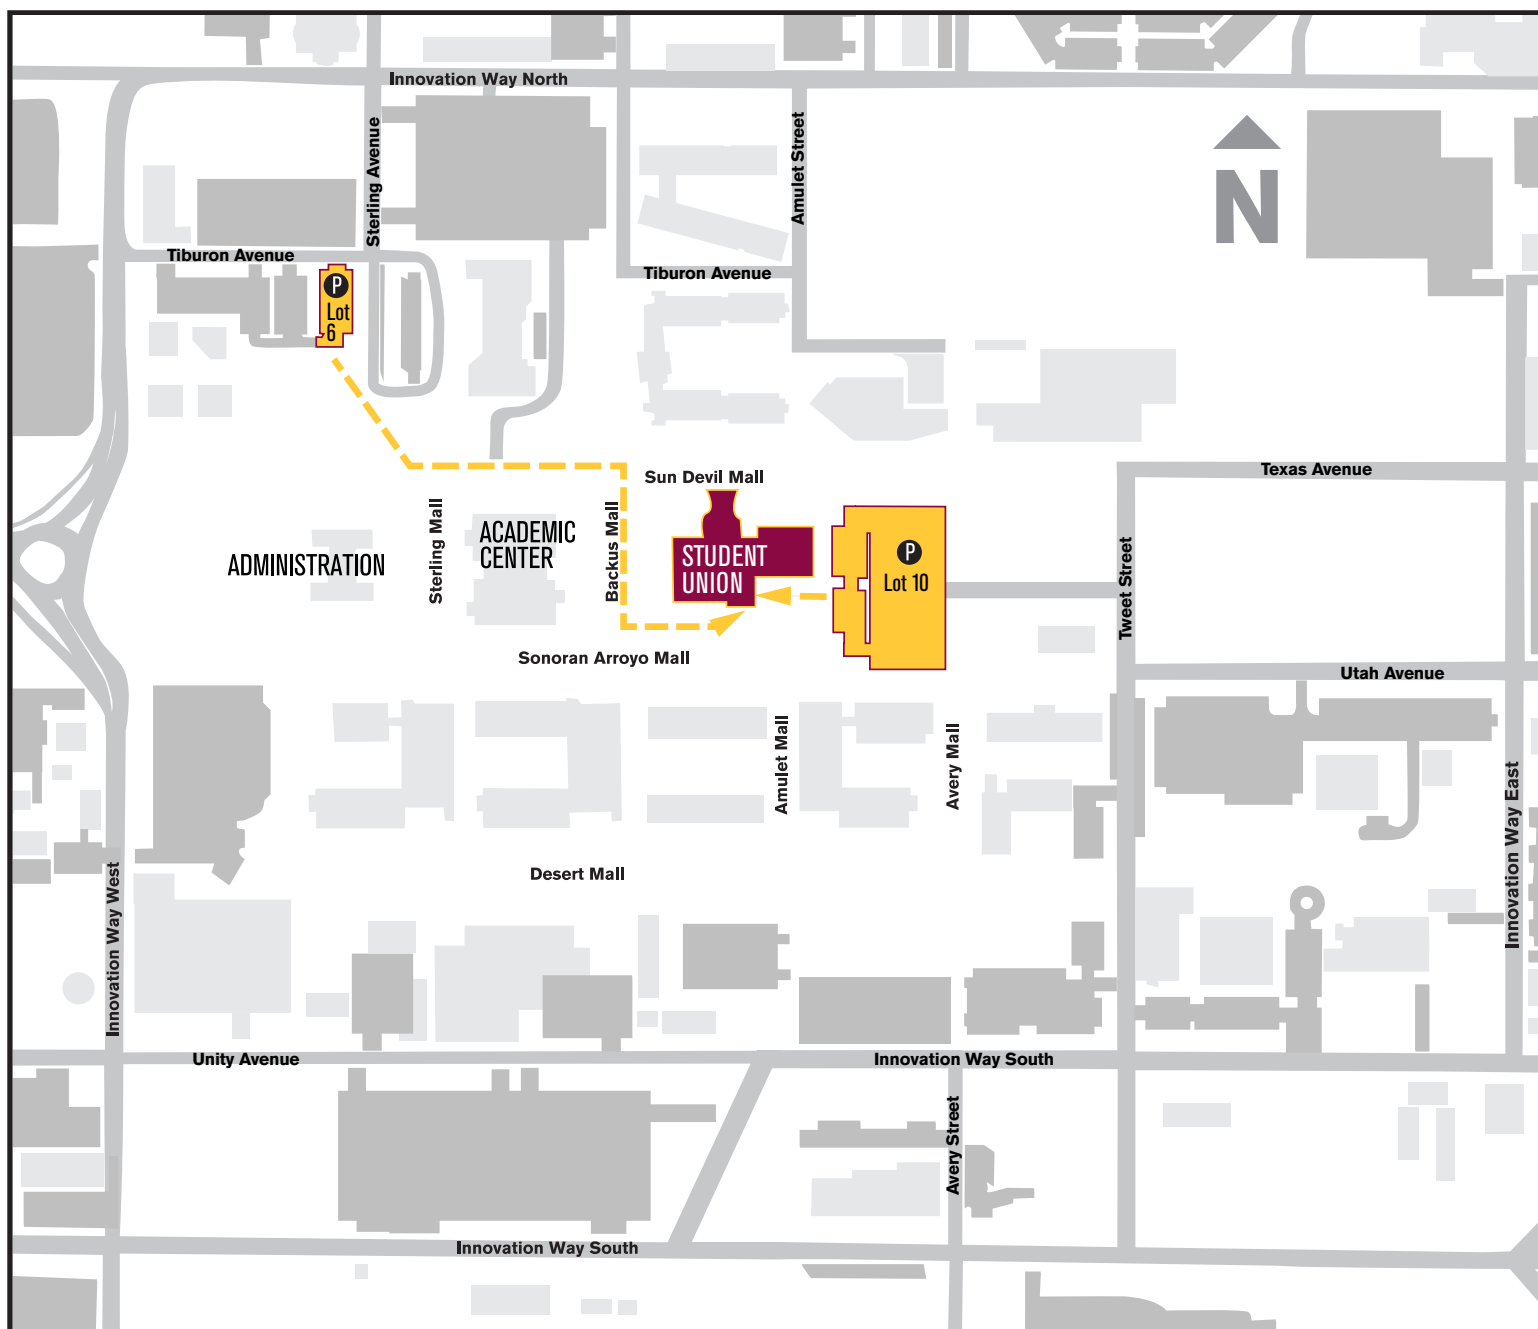 Innovation Way North
Sterling Avenue
Amulet Street
N
Tiburon Avenue
Tiburon Avenue
P
Lot
6
Sun Devil Mall
Texas Avenue
Sterling Mall
ACADEMIC
CENTER
Backus Mall
ADMINISTRATION
STUDENT
UNION
P
Lot 10
Tweet Street
Sonoran Arroyo Mall
Utah Avenue
Amulet Mall
Avery Mall
Innovation Way East
Desert Mall
Innovation Way West
Unity Avenue
Innovation Way South
Avery Street
Innovation Way South